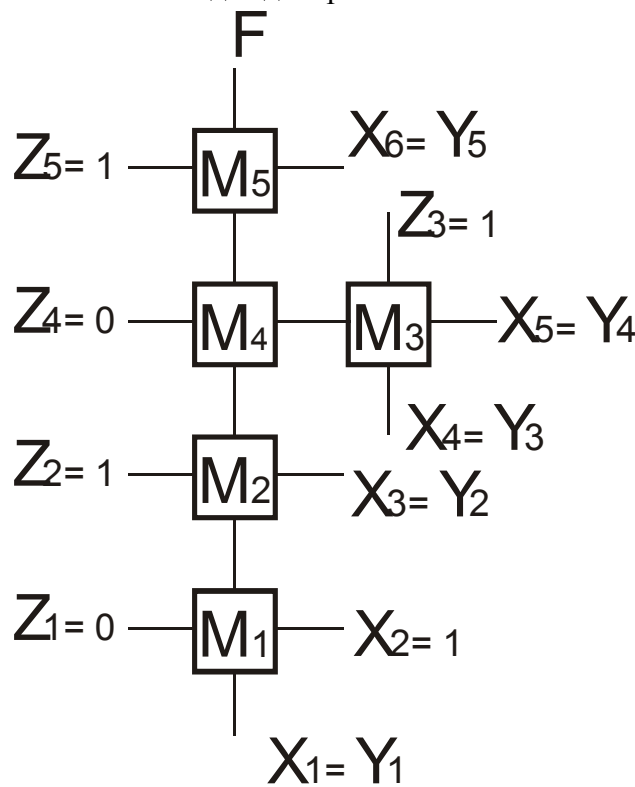 F
Z5= 1
M5
X6= Y5
Z3= 1
Z4= 0
M4
M3
X5= Y4
X4= Y3
Z2= 1
M2
X3= Y2
Z1= 0
M1
X2= 1
X1= Y1